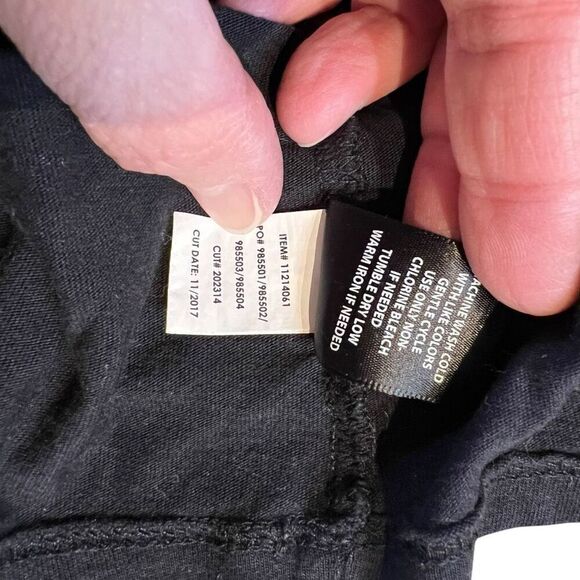 ITEM# 11214061
PO# 985501/985502/
985503/985504
CUT# 202314
CUT DATE: 11/2017
WASH COLD
WITH LIKE COLORS
GENTLE CYCLE
USE ONLY NON-
CHLORINE BLEACH
IF NEEDED
TUMBLE DRY LOW
WARM IRON IF NEEDED